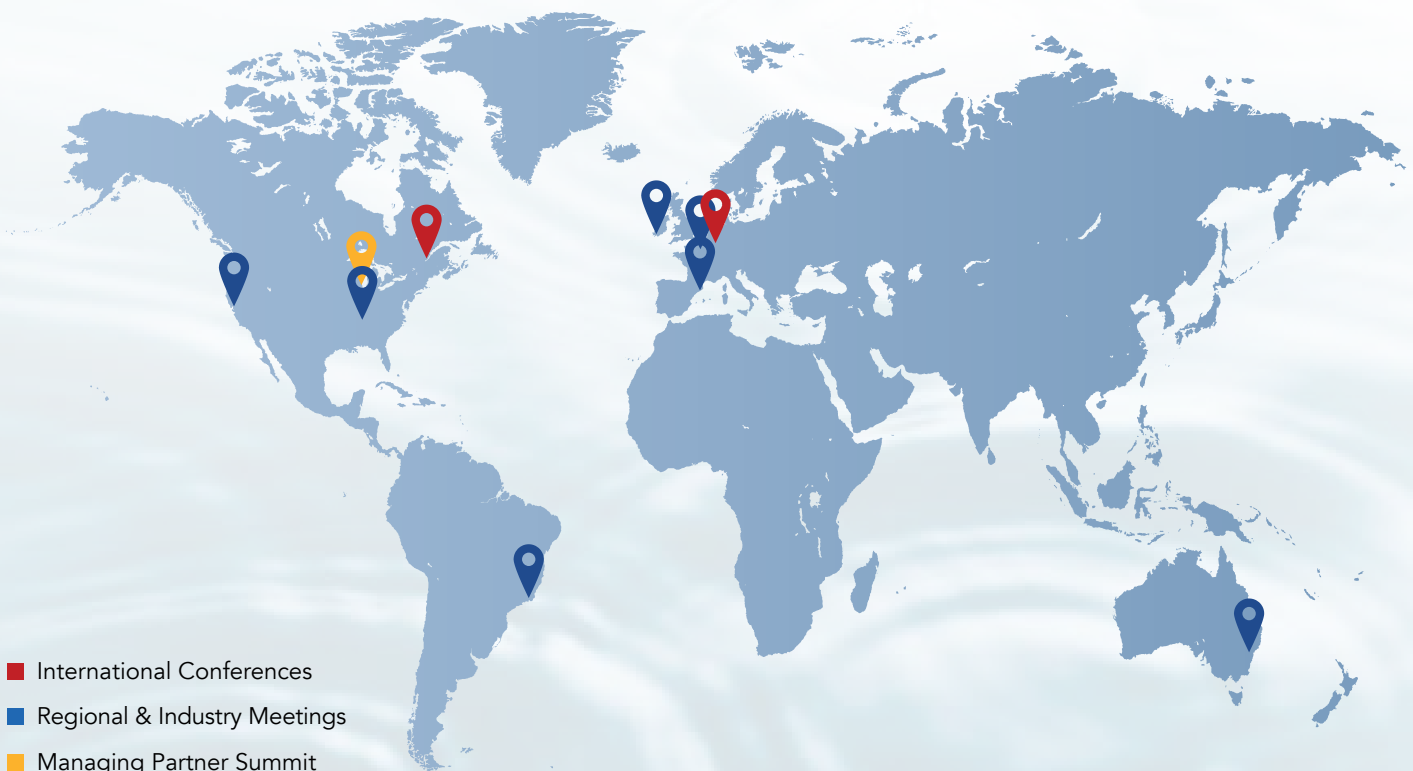 International Conferences
Regional & Industry Meetings
Managing Partner Summit